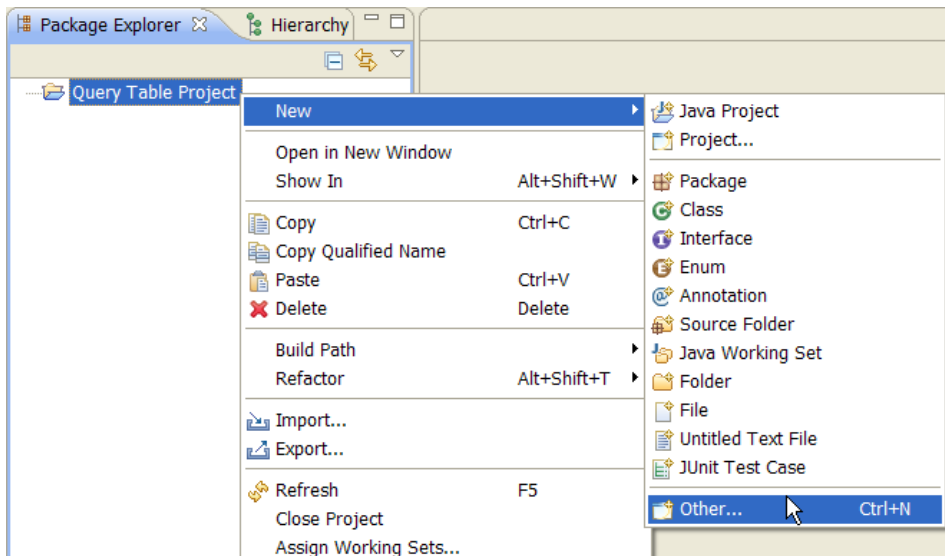 Package Explorer Hierarchy
Query Table Project
New
Open in New Window
Show In Alt+Shift+W
Copy Ctrl+C
Copy Qualified Name
Paste Ctrl+V
Delete Delete
Build Path
Refactor Alt+Shift+T
Import...
Export...
Refresh F5
Close Project
Assign Working Sets...
Java Project
Project...
Package
Class
Interface
Enum
Annotation
Source Folder
Java Working Set
Folder
File
Untitled Text File
JUnit Test Case
Other... Ctrl+N